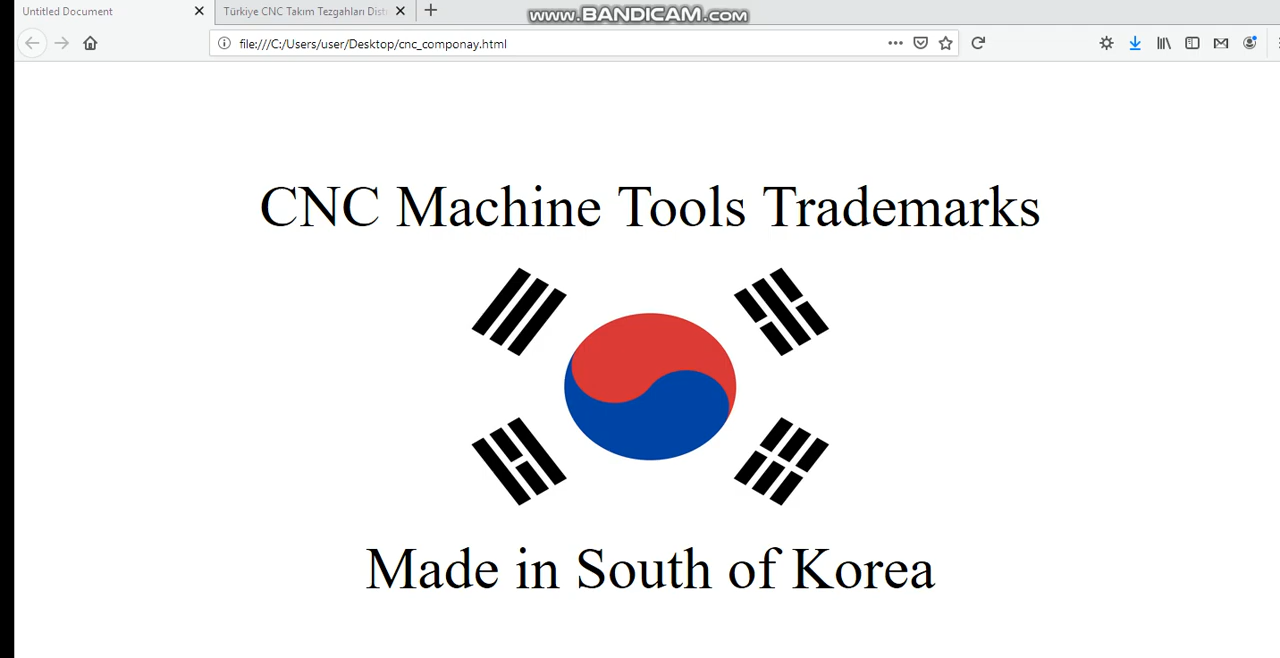 Untitled Document
Türkiye CNC Takım Tezgahları Dist
www.BANDICAM.com
file:///C:/Users/user/Desktop/cnc_componay.html
CNC Machine Tools Trademarks
Made in South of Korea